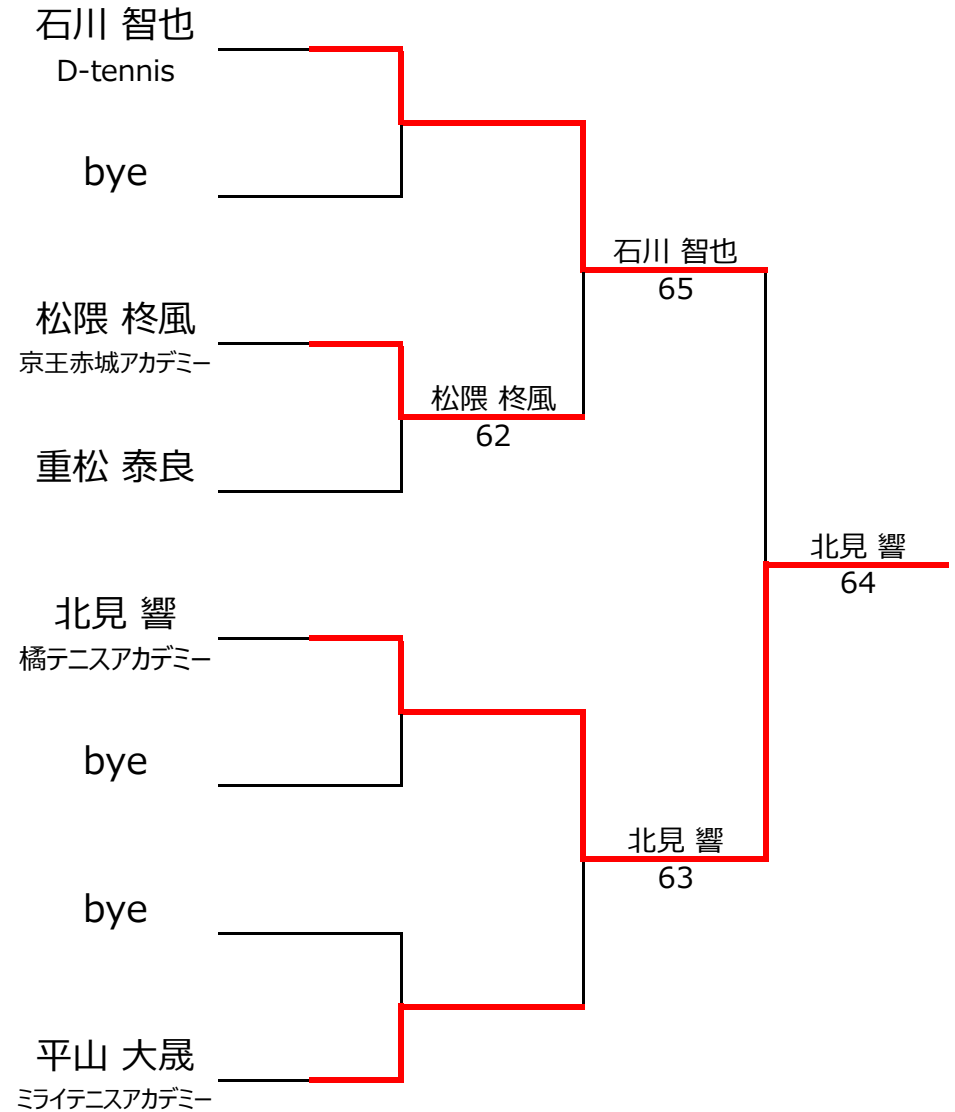 石川 智也
D-tennis
bye
石川 智也
65
松隈 柊風
京王赤城アカデミー
松隈 柊風
62
重松 泰良
北見 響
64
北見 響
橘テニスアカデミー
bye
北見 響
63
bye
平山 大晟
ミライテニスアカデミー